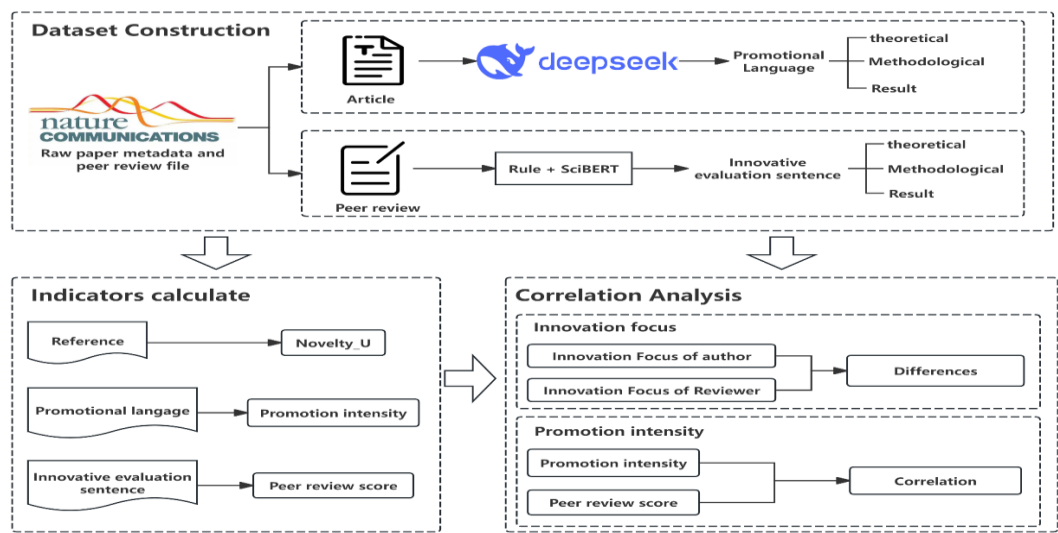 Dataset Construction
nature
COMMUNICATIONS
Raw paper metadata and
peer review file
Article
deepseek
Promotional
Language
theoretical
Methodological
Result
Peer review
Rule + SciBERT
Innovative
evaluation sentence
theoretical
Methodological
Result
Indicators calculate
Reference
Novelty_U
Promotional langage
Promotion intensity
Innovative evaluation
sentence
Peer review score
Correlation Analysis
Innovation focus
Innovation Focus of author
Innovation Focus of Reviewer
Differences
Promotion intensity
Promotion intensity
Peer review score
Correlation